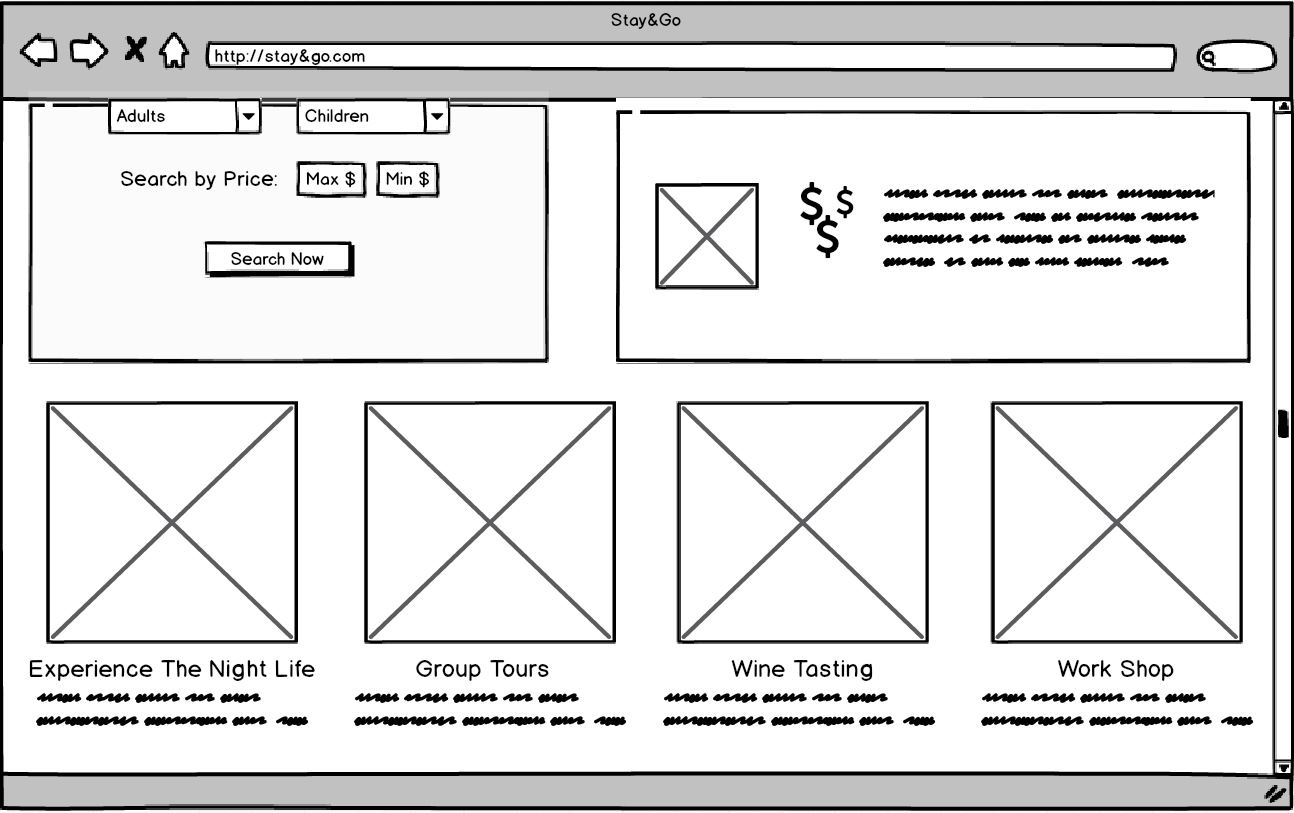 Stay&Go
http://stay&go.com
Adults Children
Search by Price: Max $ Min $
Search Now
$ $
$
Experience The Night Life Group Tours Wine Tasting Work Shop